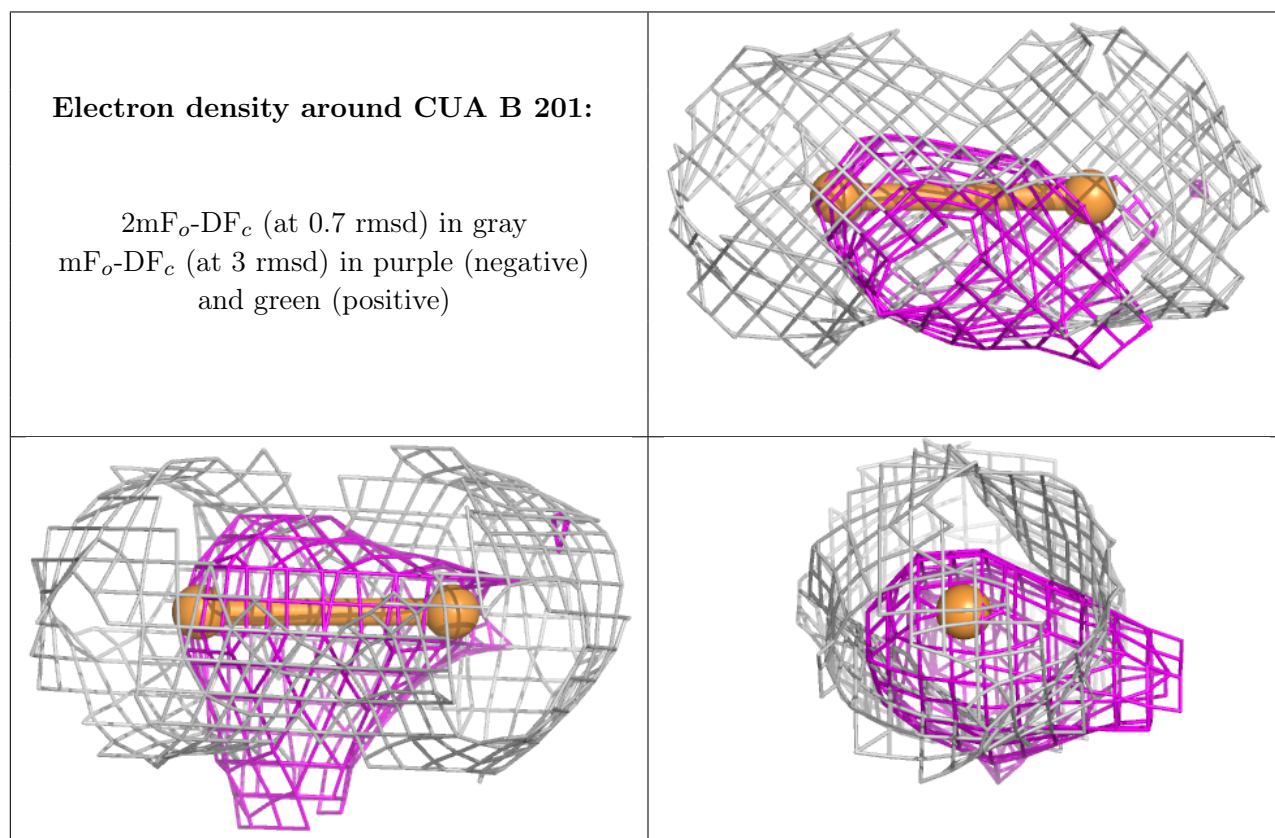 Electron density around CUA B 201:
2mFo-DFc (at 0.7 rmsd) in gray
mFo-DFc (at 3 rmsd) in purple (negative)
and green (positive)